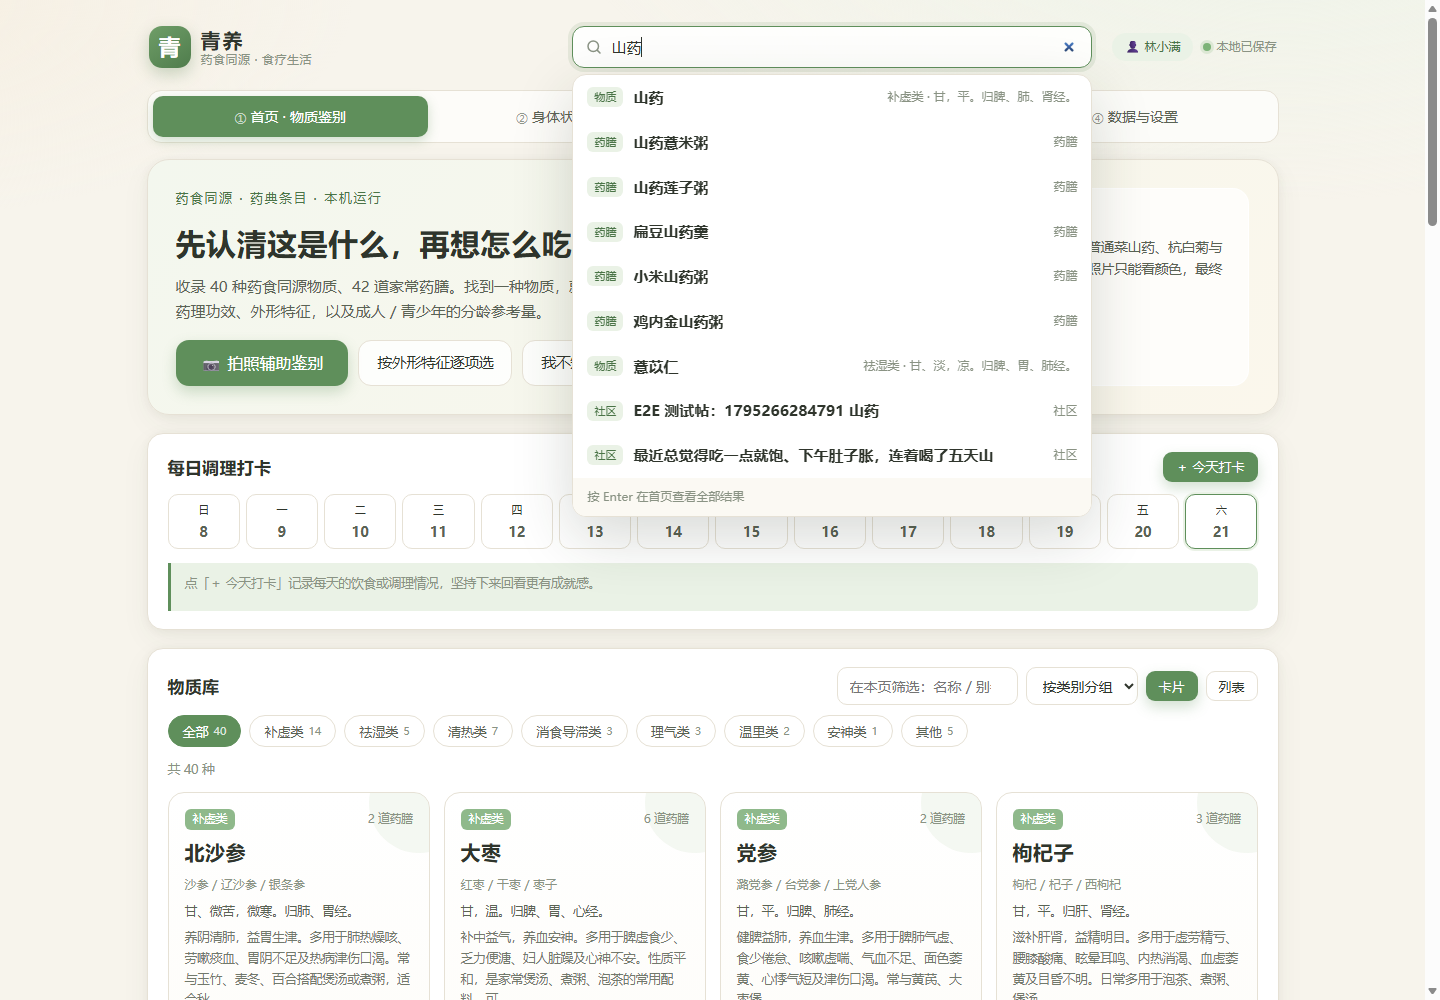 青
青养
药食同源 · 食疗生活
山药
林小满
本地已保存
① 首页 · 物质鉴别
② 身体状
④ 数据与设置
物质 山药 补虚类 · 甘，平。归脾、肺、肾经。
药膳 山药薏米粥 药膳
药膳 山药莲子粥 药膳
药膳 扁豆山药羹 药膳
药膳 小米山药粥 药膳
药膳 鸡内金山药粥 药膳
物质 薏苡仁 祛湿类 · 甘、淡，凉。归脾、胃、肺经。
社区 E2E 测试帖：1795266284791 山药 社区
社区 最近总觉得吃一点就饱、下午肚子胀，连着喝了五天山 社区
按 Enter 在首页查看全部结果
药食同源 · 药典条目 · 本机运行
先认清这是什么，再想怎么吃
收录 40 种药食同源物质、42 道家常药膳。找到一种物质，
药理功效、外形特征，以及成人 / 青少年的分龄参考量。
拍照辅助鉴别
按外形特征逐项选
我不
普通菜山药、杭白菊与
照片只能看颜色，最终
每日调理打卡
+ 今天打卡
日 一 二 三 四 五 六
8 9 10 11 12 13 14 15 16 17 18 19 20 21
点「+ 今天打卡」记录每天的饮食或调理情况，坚持下来回看更有成就感。
物质库
在本页筛选：名称 / 别
按类别分组
卡片
列表
全部 40
补虚类 14
祛湿类 5
清热类 7
消食导滞类 3
理气类 3
温里类 2
安神类 1
其他 5
共 40 种
补虚类 2 道药膳
北沙参
沙参 / 辽沙参 / 银条参
甘、微苦，微寒。归肺、胃经。
养阴清肺，益胃生津。多用于肺热燥咳、
劳嗽痰血、胃阴不足及热病津伤口渴。常
与玉竹、麦冬、百合搭配煲汤或煮粥，适
合秋
补虚类 6 道药膳
大枣
红枣 / 干枣 / 枣子
甘，温。归脾、胃、心经。
补中益气，养血安神。多用于脾虚食少、
乏力便溏、妇人脏躁及心神不安。性质平
和，是家常煲汤、煮粥、泡茶的常用配
料，可
补虚类 2 道药膳
党参
潞党参 / 台党参 / 上党人参
甘，平。归脾、肺经。
健脾益肺，养血生津。多用于脾肺气虚、
食少倦怠、咳嗽虚喘、气血不足、面色萎
黄、心悸气短及津伤口渴。常与黄芪、大
枣煲
补虚类 3 道药膳
枸杞子
枸杞 / 杞子 / 西枸杞
甘，平。归肝、肾经。
滋补肝肾，益精明目。多用于虚劳精亏、
腰膝酸痛、眩晕耳鸣、内热消渴、血虚萎
黄及目昏不明。日常多用于泡茶、煮粥、
煲汤